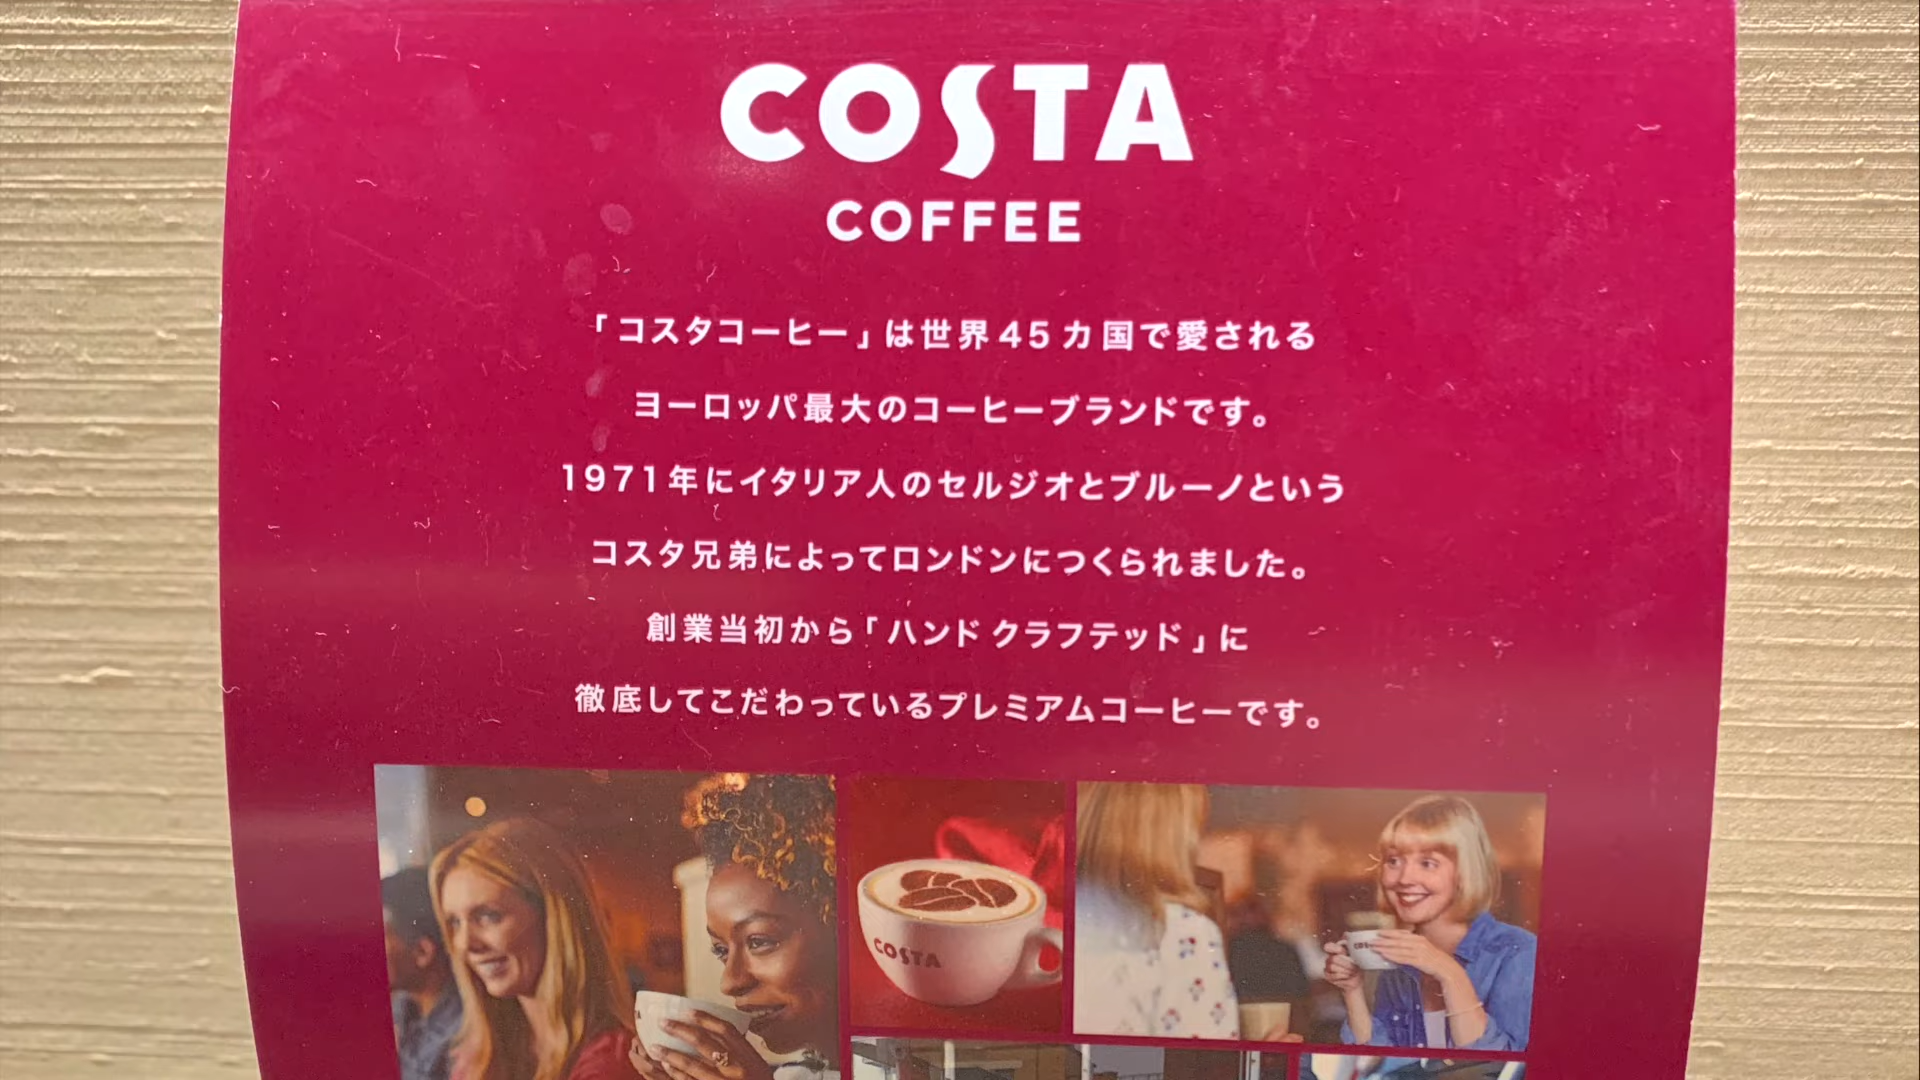 COSTA
COFFEE
「コスタコーヒー」は世界45カ国で愛される
ヨーロッパ最大のコーヒーブランドです。
1971年にイタリア人のセルジオとブルーノという
コスタ兄弟によってロンドンにつくられました。
創業当初から「ハンドクラフテッド」に
徹底してこだわっているプレミアムコーヒーです。
COSTA